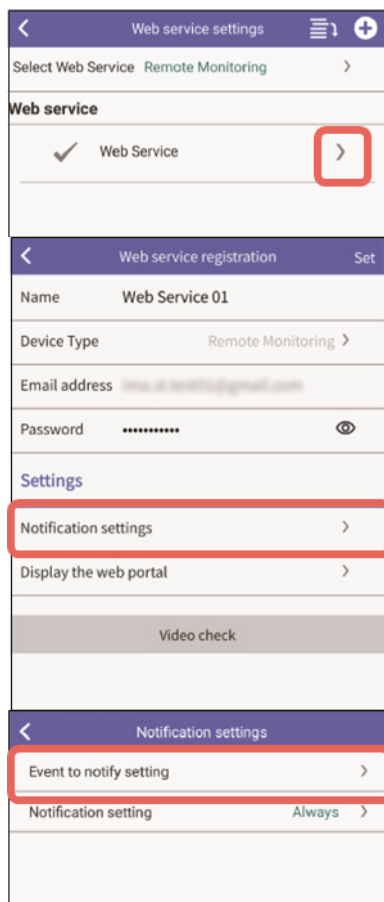 Web service settings
Select Web Service Remote Monitoring
Web service
Web Service
Web service registration Set
Name Web Service 01
Device Type Remote Monitoring
Email address
Password •••••••••••
Settings
Notification settings
Display the web portal
Video check
Notification settings
Event to notify setting
Notification setting Always